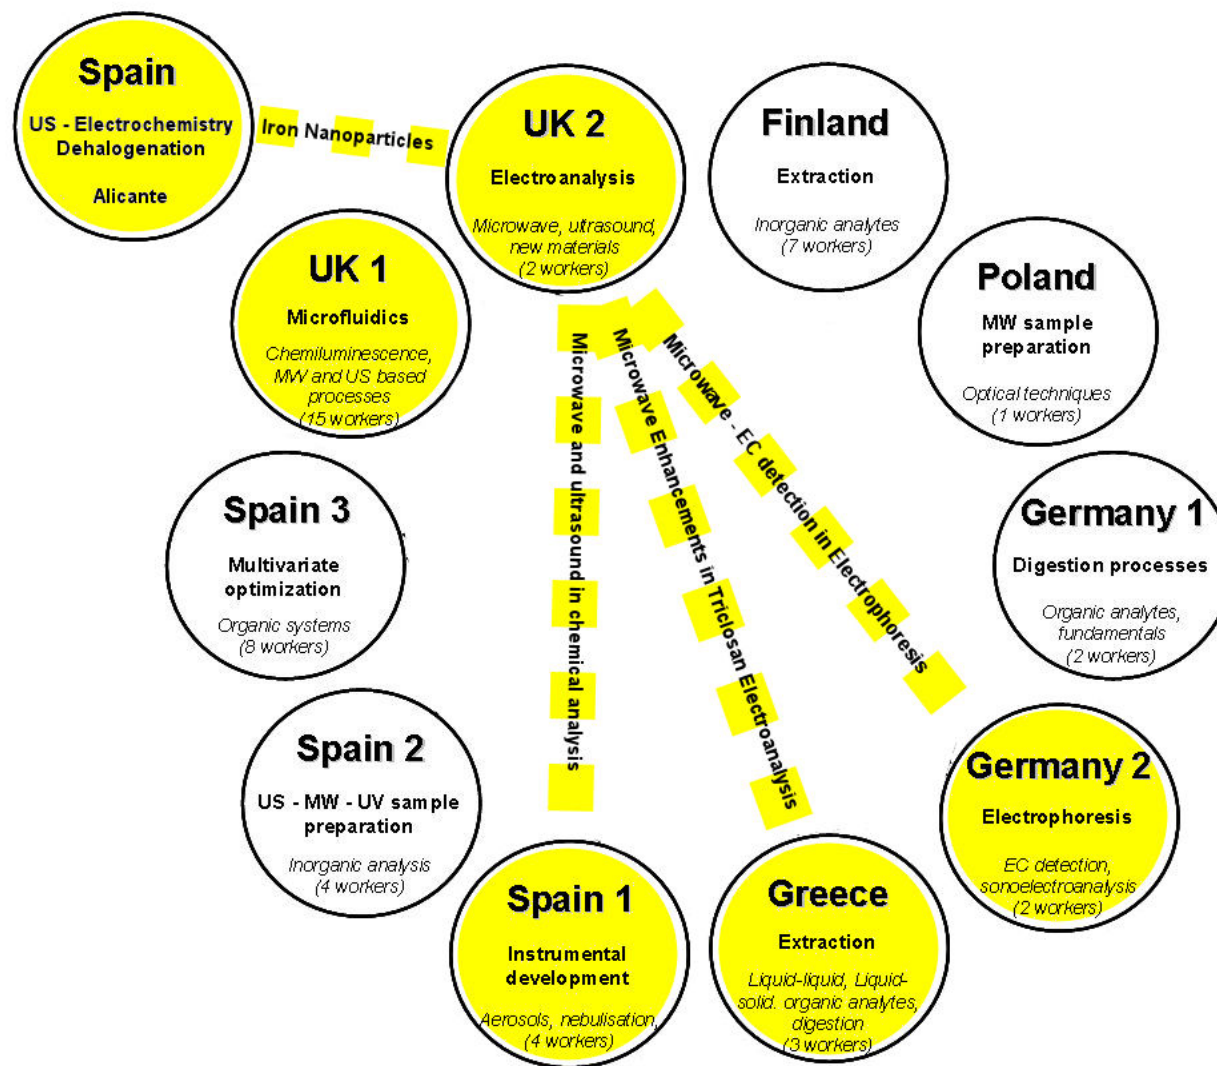 Spain
US - Electrochemistry
Dehalogenation
Alicante
Iron Nanoparticles
UK 2
Electroanalysis
Microwave, ultrasound,
new materials
(2 workers)
Finland
Extraction
Inorganic analytes
(7 workers)
UK 1
Microfluidics
Chemiluminescence,
MW and US based
processes
(15 workers)
Poland
MW sample
preparation
Optical techniques
(1 workers)
Microwave and ultrasound in chemical analysis
Microwave Enhancements in Triclosan Electroanalysis
Microwave - EC detection in Electrophoresis
Spain 3
Multivariate
optimization
Organic systems
(8 workers)
Germany 1
Digestion processes
Organic analytes,
fundamentals
(2 workers)
Spain 2
US - MW - UV sample
preparation
Inorganic analysis
(4 workers)
Germany 2
Electrophoresis
EC detection,
sonoelectroanalysis
(2 workers)
Spain 1
Instrumental
development
Aerosols, nebulisation,
(4 workers)
Greece
Extraction
Liquid-liquid, Liquid-
solid. organic analytes,
digestion
(3 workers)